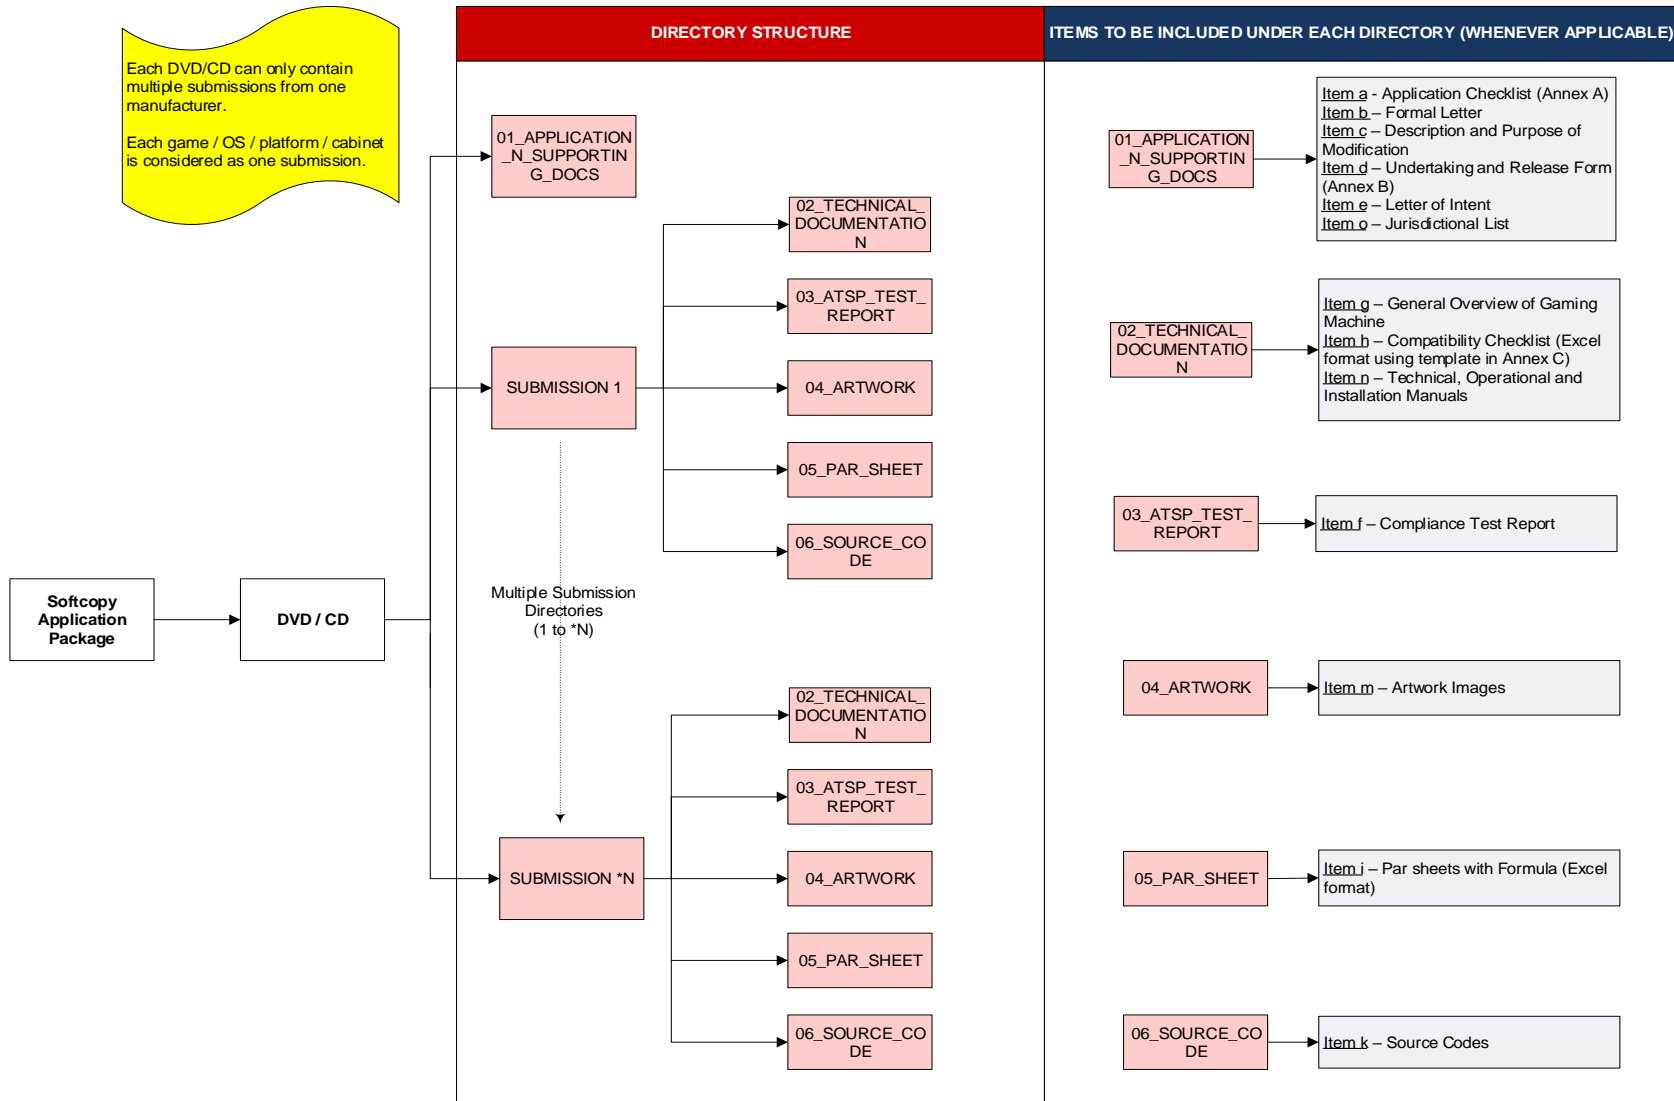 Each DVD/CD can only contain
multiple submissions from one
manufacturer.
Each game / OS / platform / cabinet
is considered as one submission.
Softcopy
Application
Package
DVD / CD
DIRECTORY STRUCTURE
01_APPLICATION
_N_SUPPORTIN
G_DOCS
SUBMISSION 1
02_TECHNICAL_
DOCUMENTATIO
N
03_ATSP_TEST_
REPORT
04_ARTWORK
05_PAR_SHEET
06_SOURCE_CO
DE
Multiple Submission
Directories
(1 to *N)
SUBMISSION *N
02_TECHNICAL_
DOCUMENTATIO
N
03_ATSP_TEST_
REPORT
04_ARTWORK
05_PAR_SHEET
06_SOURCE_CO
DE
ITEMS TO BE INCLUDED UNDER EACH DIRECTORY (WHENEVER APPLICABLE)
01_APPLICATION
_N_SUPPORTIN
G_DOCS
Item a - Application Checklist (Annex A)
Item b – Formal Letter
Item c – Description and Purpose of
Modification
Item d – Undertaking and Release Form
(Annex B)
Item e – Letter of Intent
Item o – Jurisdictional List
02_TECHNICAL_
DOCUMENTATIO
N
Item g – General Overview of Gaming
Machine
Item h – Compatibility Checklist (Excel
format using template in Annex C)
Item n – Technical, Operational and
Installation Manuals
03_ATSP_TEST_
REPORT
Item f – Compliance Test Report
04_ARTWORK
Item m – Artwork Images
05_PAR_SHEET
Item i – Par sheets with Formula (Excel
format)
06_SOURCE_CO
DE
Item k – Source Codes